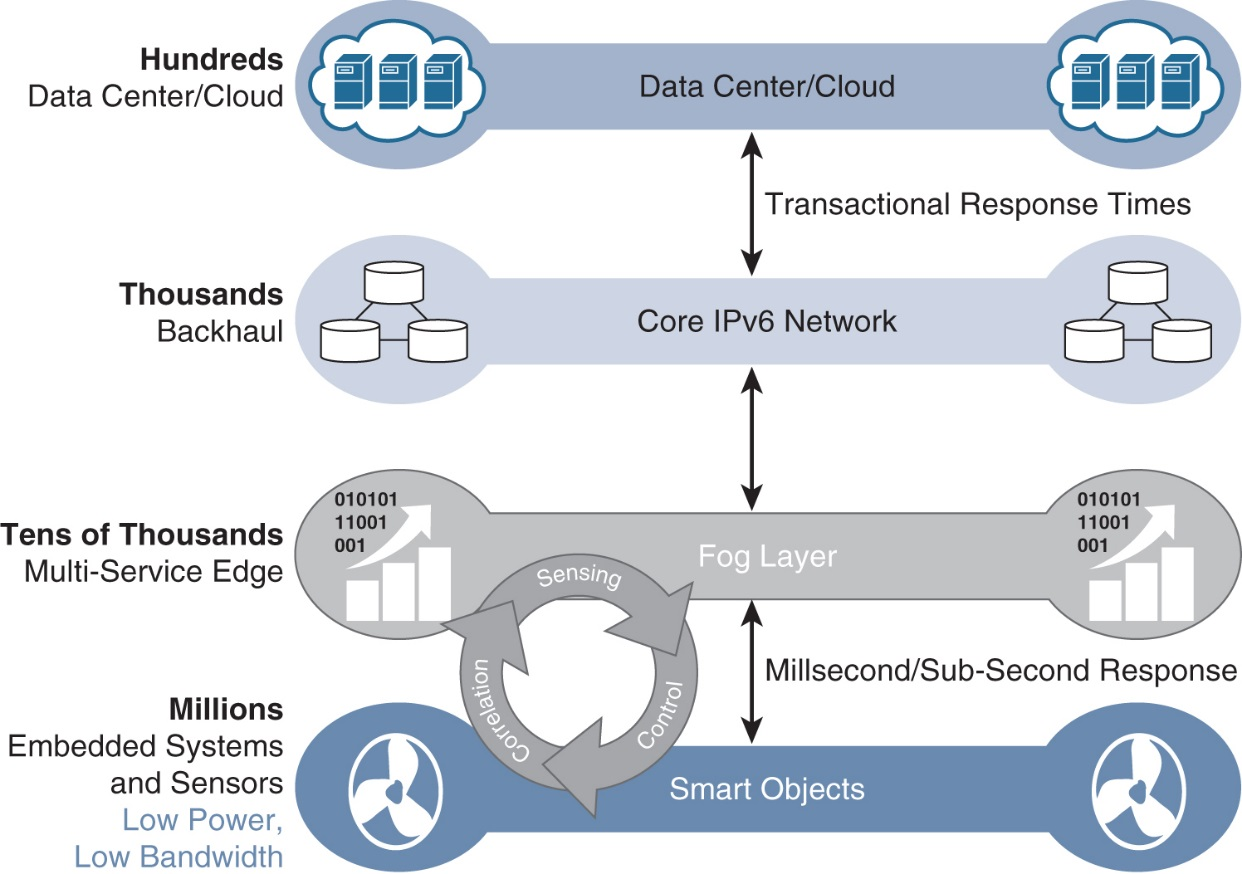 Hundreds
Data Center/Cloud
Data Center/Cloud
Transactional Response Times
Thousands
Backhaul
Core IPv6 Network
Tens of Thousands
Multi-Service Edge
010101
11001
001
Fog Layer
010101
11001
001
Sensing
Control
Correlation
Millsecond/Sub-Second Response
Millions
Embedded Systems
and Sensors
Low Power,
Low Bandwidth
Smart Objects